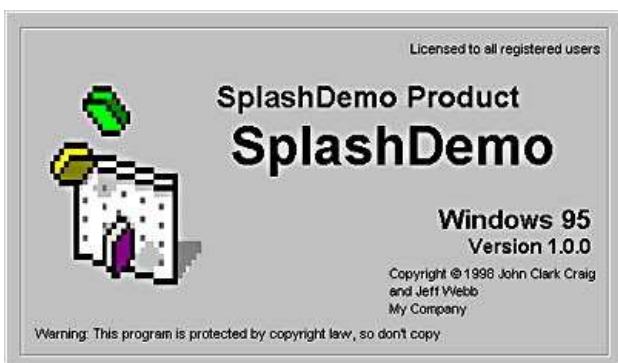 Licensed to all registered users
SplashDemo Product
SplashDemo
Windows 95
Version 1.0.0
Copyright © 1998 John Clark Craig
and Jeff Webb
My Company
Warning: This program is protected by copyright law, so don't copy